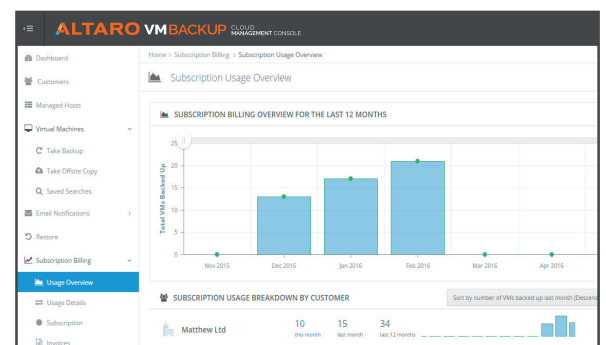 ALTARO VM BACKUP CLOUD MANAGEMENT CONSOLE
Dashboard
Customers
Managed Hosts
Virtual Machines
Take Backup
Take Offsite Copy
Saved Searches
Email Notifications
Restore
Subscription Billing
Usage Overview
Usage Details
Subscription
Invoices
Home > Subscription Billing > Subscription Usage Overview
Subscription Usage Overview
SUBSCRIPTION BILLING OVERVIEW FOR THE LAST 12 MONTHS
Total VMs Backed Up
25
20
15
10
5
0
Nov 2015 Dec 2015 Jan 2016 Feb 2016 Mar 2016 Apr 2016
SUBSCRIPTION USAGE BREAKDOWN BY CUSTOMER
Sort by number of VMs backed up last month (Descend
Matthew Ltd
10 15 34
this month last month last 12 months